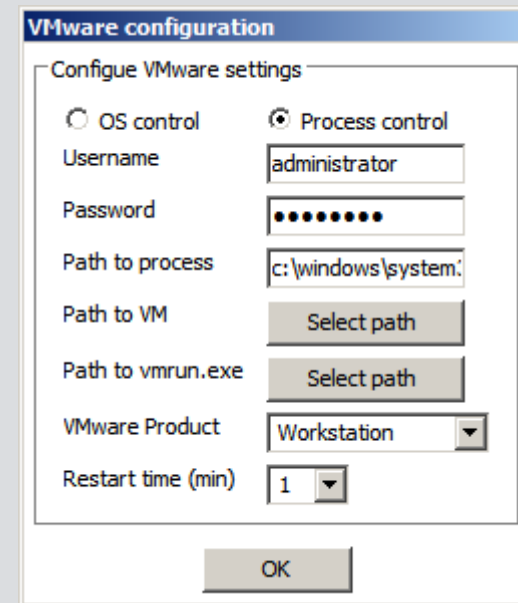 VMware configuration
Configue VMware settings
OS control Process control
Username administrator
Password ●●●●●●●●
Path to process c:\windows\system
Path to VM Select path
Path to vmrun.exe Select path
VMware Product Workstation
Restart time (min) 1
OK